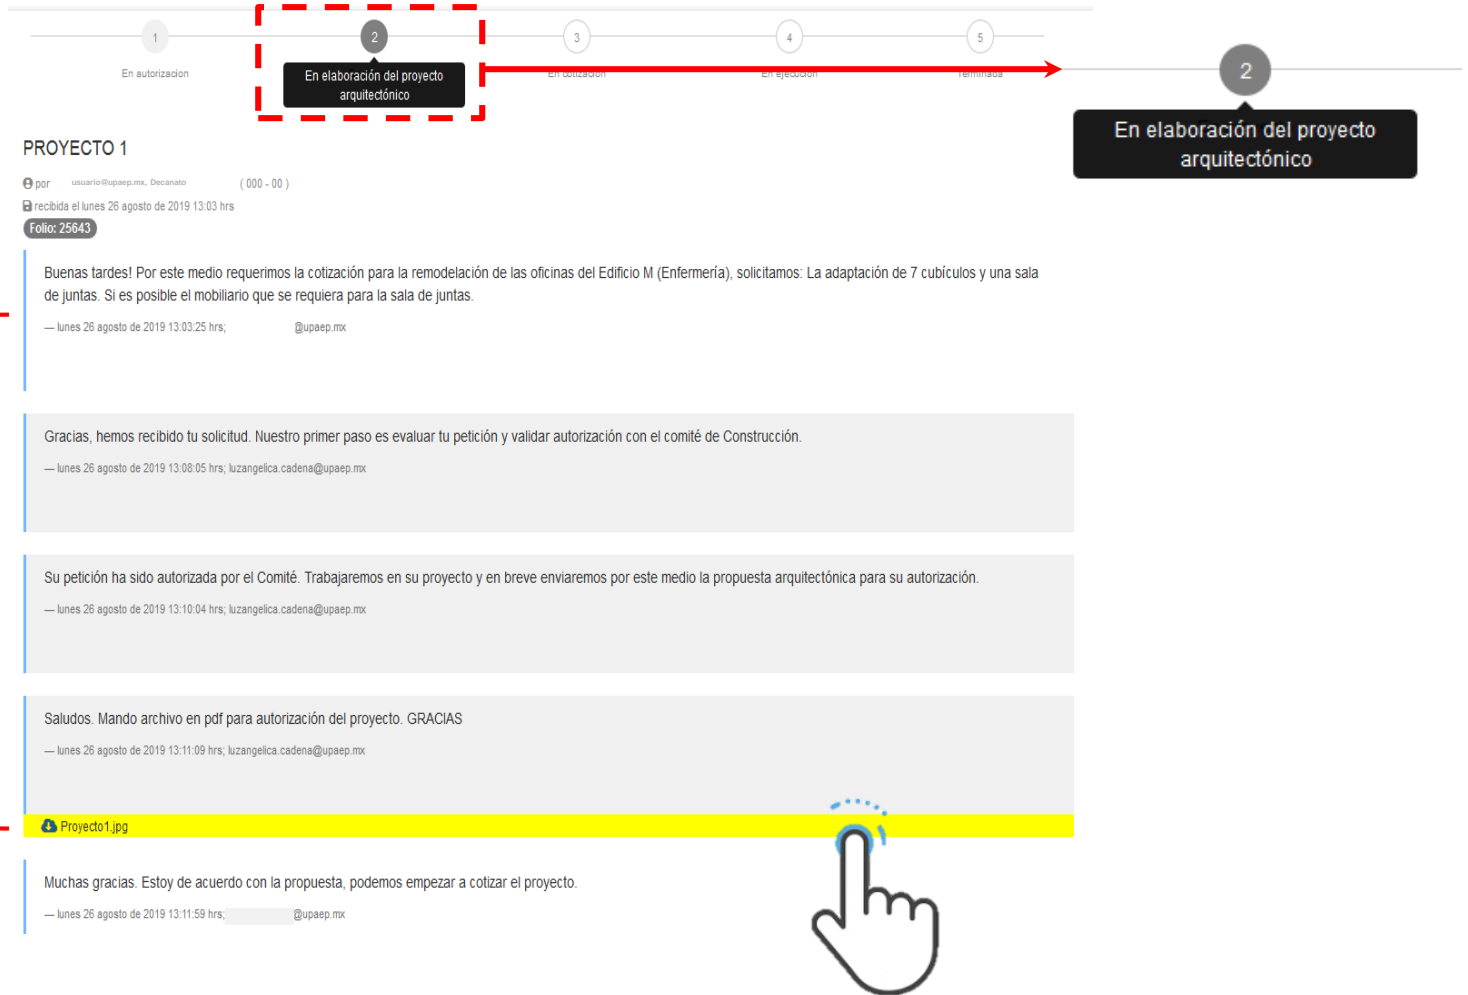 1
2
3
4
5
En autorizacion
En elaboración del proyecto
arquitectónico
En cotización
En ejecución
Terminada
2
En elaboración del proyecto
arquitectónico
PROYECTO 1
por usuario@upaep.mx, Decanato ( 000 - 00 )
recibida el lunes 26 agosto de 2019 13:03 hrs
Folio: 25643
Buenas tardes! Por este medio requerimos la cotización para la remodelación de las oficinas del Edificio M (Enfermería), solicitamos: La adaptación de 7 cubículos y una sala
de juntas. Si es posible el mobiliario que se requiera para la sala de juntas.
— lunes 26 agosto de 2019 13:03:25 hrs; @upaep.mx
Gracias, hemos recibido tu solicitud. Nuestro primer paso es evaluar tu petición y validar autorización con el comité de Construcción.
— lunes 26 agosto de 2019 13:08:05 hrs; luzangelica.cadena@upaep.mx
Su petición ha sido autorizada por el Comité. Trabajaremos en su proyecto y en breve enviaremos por este medio la propuesta arquitectónica para su autorización.
— lunes 26 agosto de 2019 13:10:04 hrs; luzangelica.cadena@upaep.mx
Saludos. Mando archivo en pdf para autorización del proyecto. GRACIAS
— lunes 26 agosto de 2019 13:11:09 hrs; luzangelica.cadena@upaep.mx
Proyecto1.jpg
Muchas gracias. Estoy de acuerdo con la propuesta, podemos empezar a cotizar el proyecto.
— lunes 26 agosto de 2019 13:11:59 hrs; @upaep.mx